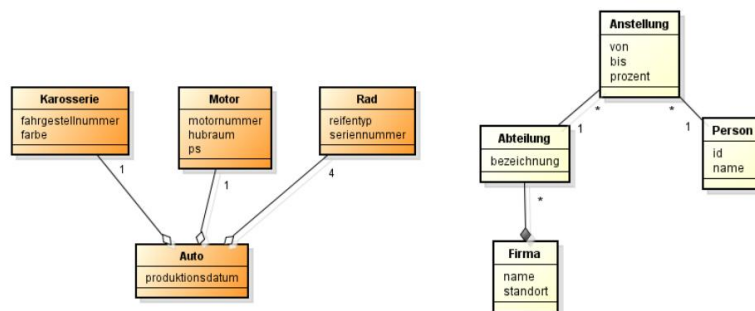 Karosserie
fahrgestellnummer
farbe
1
Motor
motornummer
hubraum
ps
1
Rad
reifentyp
seriennummer
4
Auto
produktionsdatum
Anstellung
von
bis
prozent
*
*
1
1
Abteilung
bezeichnung
*
Person
id
name
Firma
name
standort